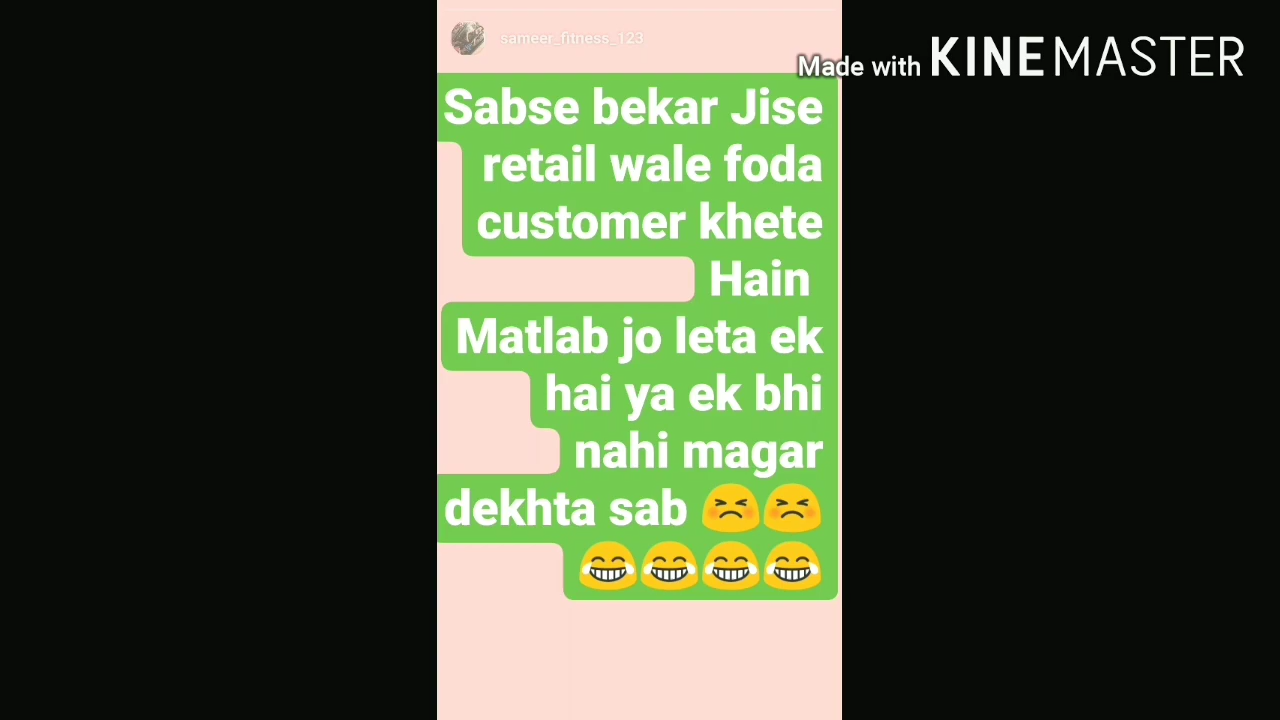 sameer_fitness_123
Made with KINEMASTER
Sabse bekar Jise
retail wale foda
customer khete
Hain
Matlab jo leta ek
hai ya ek bhi
nahi magar
dekhta sab 😣😣
😂😂😂😂